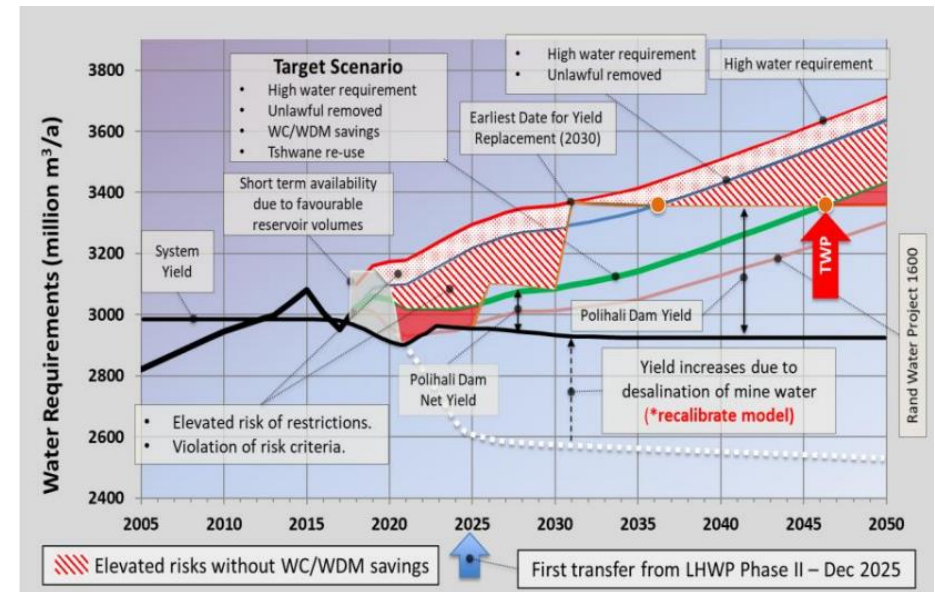 Water Requirements (million m³/a)
3800
3600
3400
3200
3000
2800
2600
2400
2005
2010
2015
2020
2025
2030
2035
2040
2045
2050
Target Scenario
• High water requirement
• Unlawful removed
• WC/WDM savings
• Tshwane re-use
• High water requirement
• Unlawful removed
High water requirement
Earliest Date for Yield
Replacement (2030)
Short term availability
due to favourable
reservoir volumes
System
Yield
TWP
Polihali Dam Yield
Rand Water Project 1600
Polihali Dam
Net Yield
Yield increases due to
desalination of mine water
(*recalibrate model)
• Elevated risk of restrictions.
• Violation of risk criteria.
Elevated risks without WC/WDM savings
First transfer from LHWP Phase II – Dec 2025